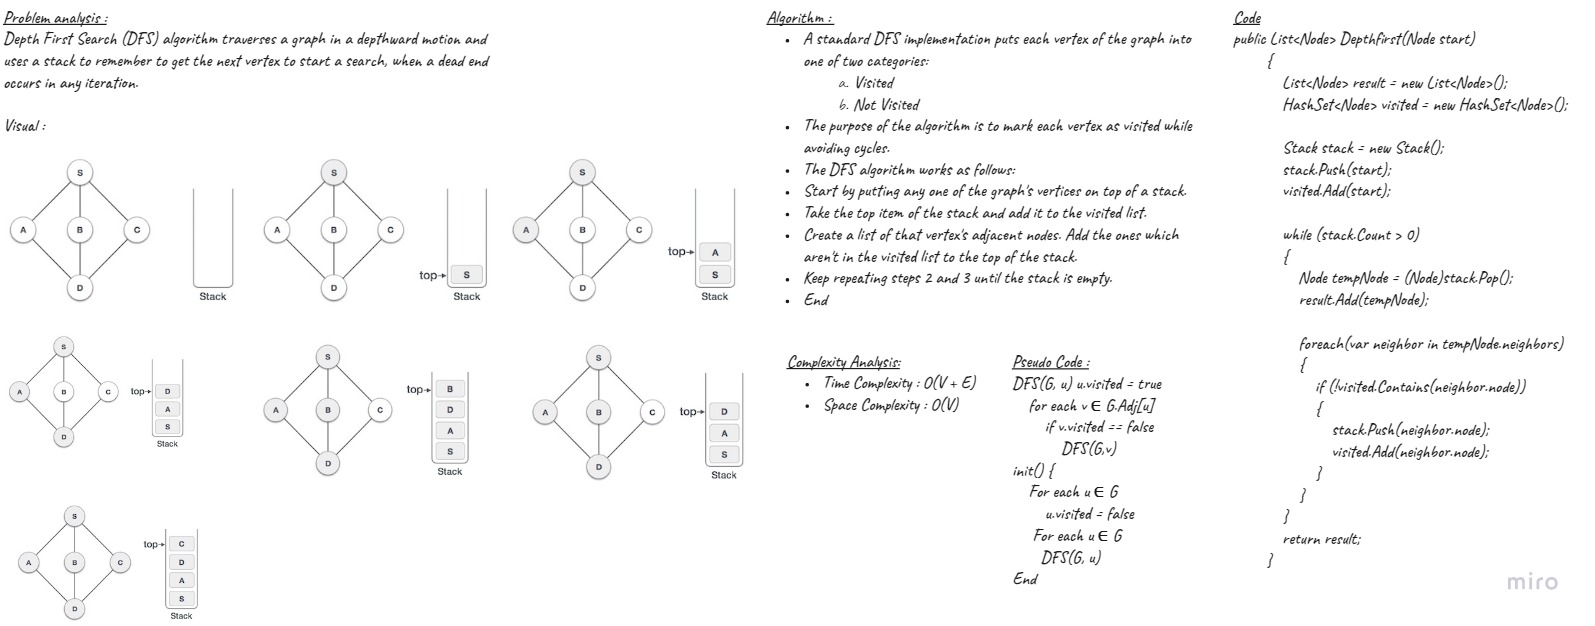 Problem analysis :
Depth First Search (DFS) algorithm traverses a graph in a depthward motion and
uses a stack to remember to get the next vertex to start a search, when a dead end
occurs in any iteration.
Visual :
S
A B C
D
Stack
S
A B C
D
top→ S
Stack
S
A B C
D
top→ A
S
Stack
S
A B C
D
top→ D
A
S
Stack
S
A B C
D
top→ B
D
A
S
Stack
S
A B C
D
top→ D
A
S
Stack
S
A B C
D
top→ C
D
A
S
Stack
Algorithm :
• A standard DFS implementation puts each vertex of the graph into
one of two categories:
a. Visited
b. Not Visited
• The purpose of the algorithm is to mark each vertex as visited while
avoiding cycles.
• The DFS algorithm works as follows:
• Start by putting any one of the graph's vertices on top of a stack.
• Take the top item of the stack and add it to the visited list.
• Create a list of that vertex's adjacent nodes. Add the ones which
aren't in the visited list to the top of the stack.
• Keep repeating steps 2 and 3 until the stack is empty.
• End
Complexity Analysis:
• Time Complexity : O(V + E)
• Space Complexity : O(V)
Pseudo Code :
DFS(G, u) u.visited = true
for each v ∈ G.Adj[u]
if v.visited == false
DFS(G,v)
init() {
For each u ∈ G
u.visited = false
For each u ∈ G
DFS(G, u)
End
Code
public List<Node> Depthfirst(Node start)
{
List<Node> result = new List<Node>();
HashSet<Node> visited = new HashSet<Node>();
Stack stack = new Stack();
stack.Push(start);
visited.Add(start);
while (stack.Count > 0)
{
Node tempNode = (Node)stack.Pop();
result.Add(tempNode);
foreach(var neighbor in tempNode.neighbors)
{
if (!visited.Contains(neighbor.node))
{
stack.Push(neighbor.node);
visited.Add(neighbor.node);
}
}
}
return result;
}
miro